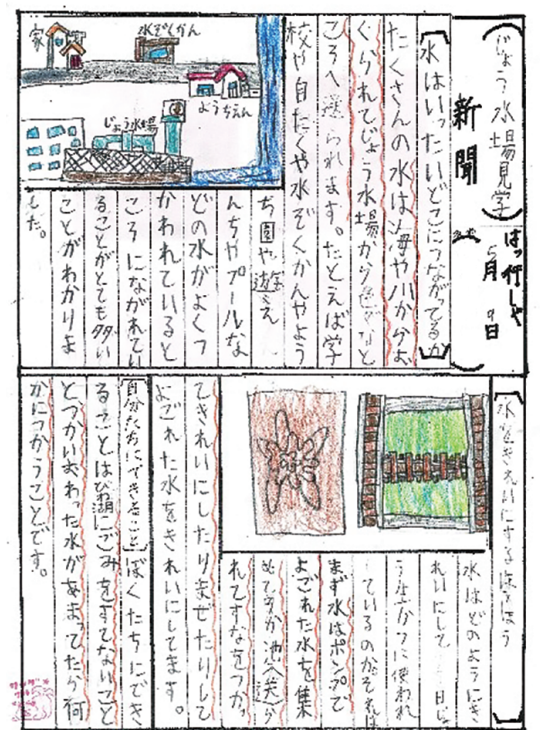 じょう水場見学
新聞
はっ行しゃ
5月 9日
水はいったいどこにつながってるか
たくさんの水は海や川からお
くられてじょう水場から色々なと
ころへ送られます。たとえば学
校や自たくや水ぞくかんやよう
ち園や遊え
んちやプールな
どの水がよくつ
かわれていると
ころにながれてい
ることがとても多い
ことがわかりま
した。
家
水ぞくかん
ようちえん
じょう水場
水をきれいにするほうほう
水はどのようにき
れいにして
う生かつに使われ
ているのかそれは
まず水はポンプで
よごれた水を集
めてすな池へ送
れてすなをつかっ
てきれいにしたりまぜたりして
よごれた水をきれいにしてます。
自分たちにできること
ぼくたちにでき
ることはびわ湖にごみをすてないこと
とつかいおわった水があまってたら何
かにつかうことです。